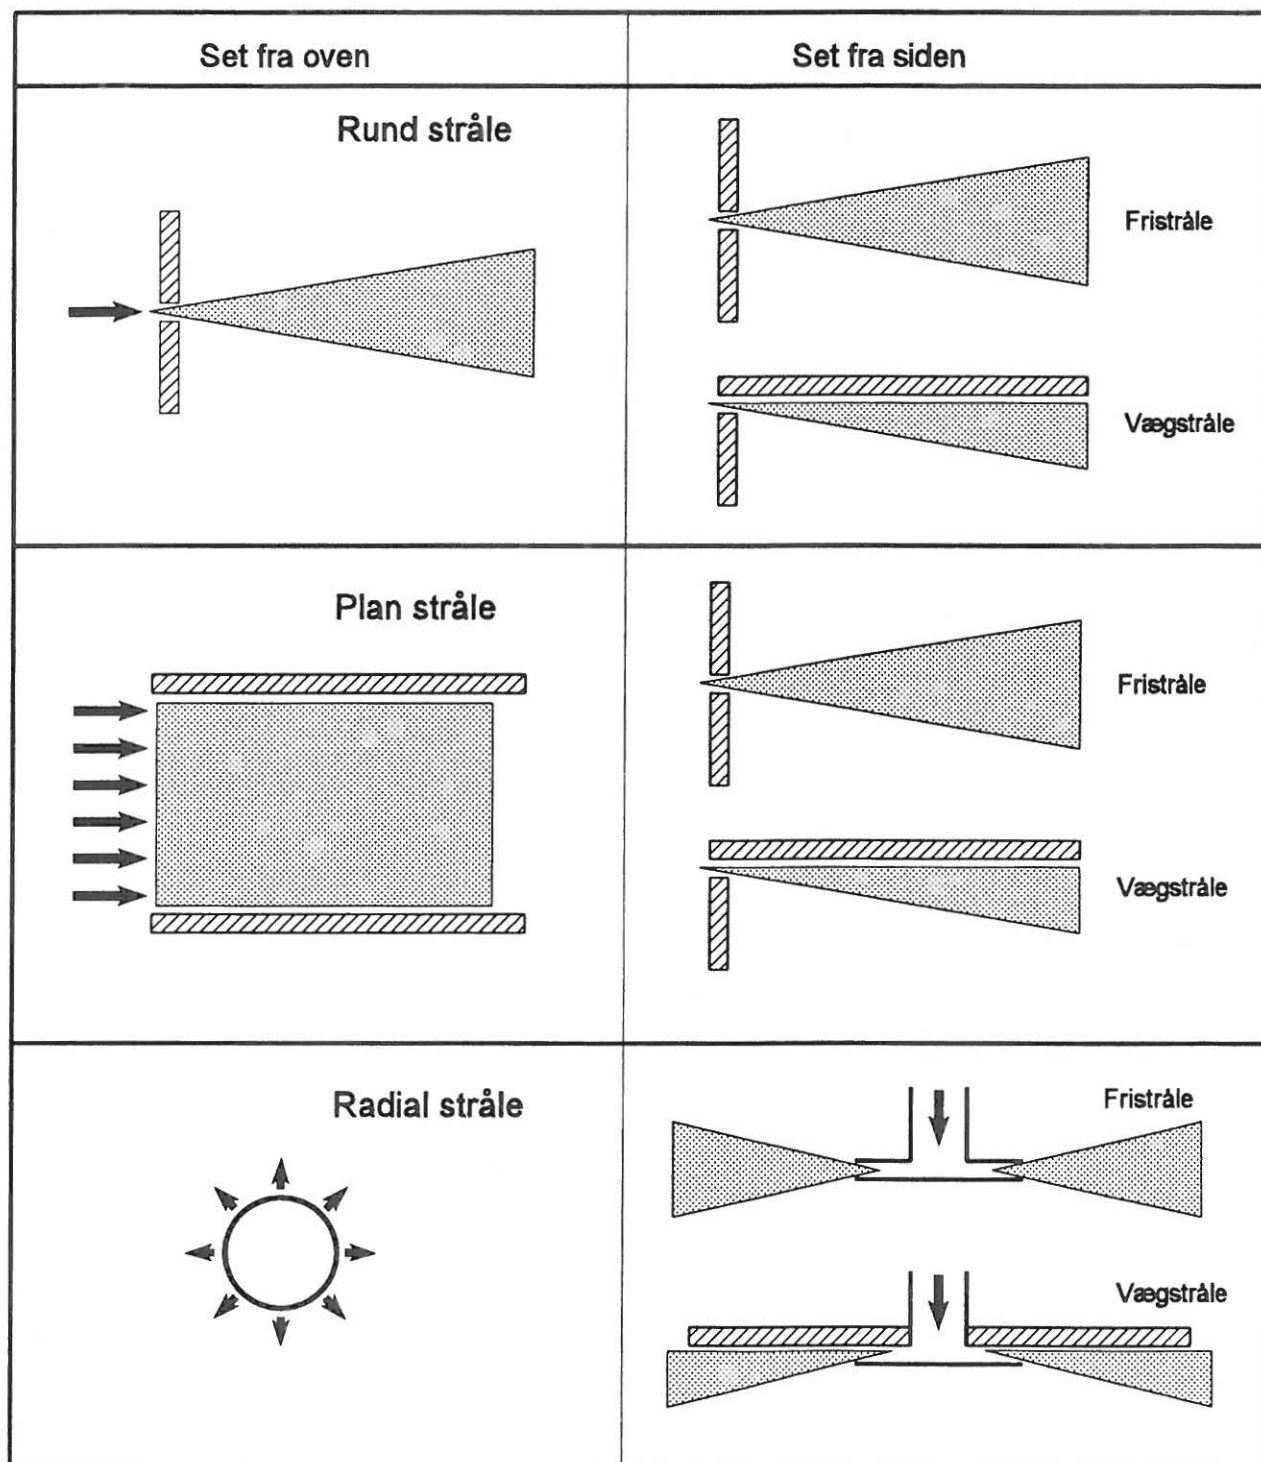 Set fra oven
Set fra siden
Rund stråle
Fristråle
Vægstråle
Plan stråle
Fristråle
Vægstråle
Radial stråle
Fristråle
Vægstråle